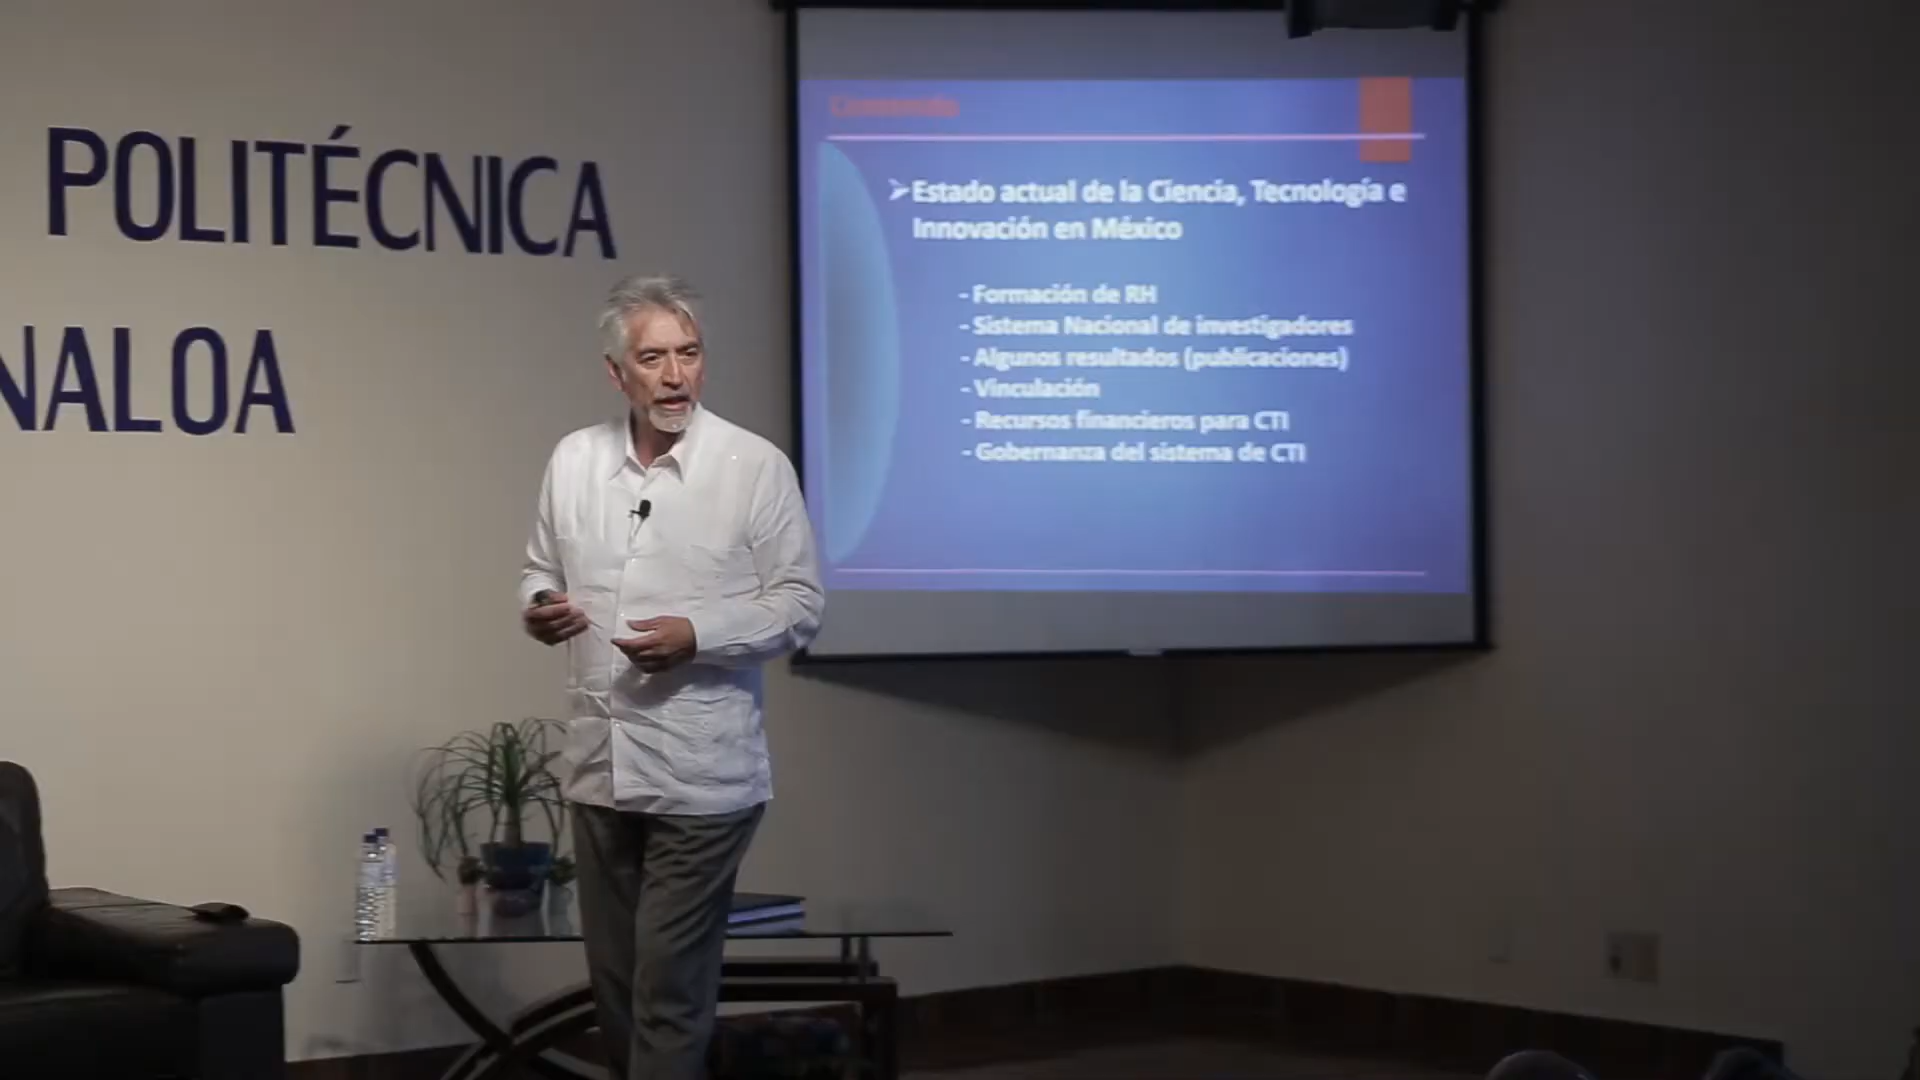 POLITÉCNICA
NALOA
Contenido
➢Estado actual de la Ciencia, Tecnología e
Innovación en México
- Formación de RH
- Sistema Nacional de investigadores
- Algunos resultados (publicaciones)
- Vinculación
- Recursos financieros para CTI
- Gobernanza del sistema de CTI